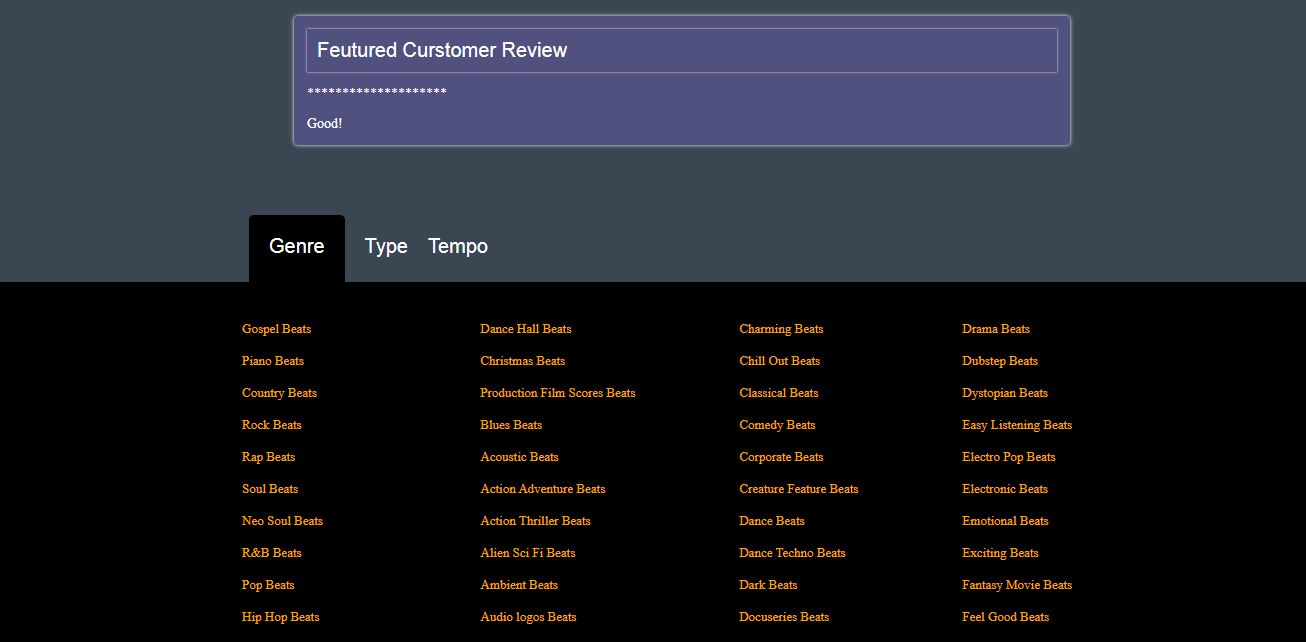 Feutured Curstomer Review
********************
Good!
Genre
Type
Tempo
Gospel Beats
Piano Beats
Country Beats
Rock Beats
Rap Beats
Soul Beats
Neo Soul Beats
R&B Beats
Pop Beats
Hip Hop Beats
Dance Hall Beats
Christmas Beats
Production Film Scores Beats
Blues Beats
Acoustic Beats
Action Adventure Beats
Action Thriller Beats
Alien Sci Fi Beats
Ambient Beats
Audio logos Beats
Charming Beats
Chill Out Beats
Classical Beats
Comedy Beats
Corporate Beats
Creature Feature Beats
Dance Beats
Dance Techno Beats
Dark Beats
Docuseries Beats
Drama Beats
Dubstep Beats
Dystopian Beats
Easy Listening Beats
Electro Pop Beats
Electronic Beats
Emotional Beats
Exciting Beats
Fantasy Movie Beats
Feel Good Beats